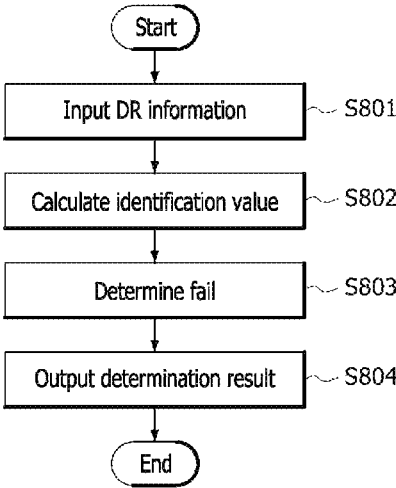 Start
Input DR information
S801
Calculate identification value
S802
Determine fail
S803
Output determination result
S804
End